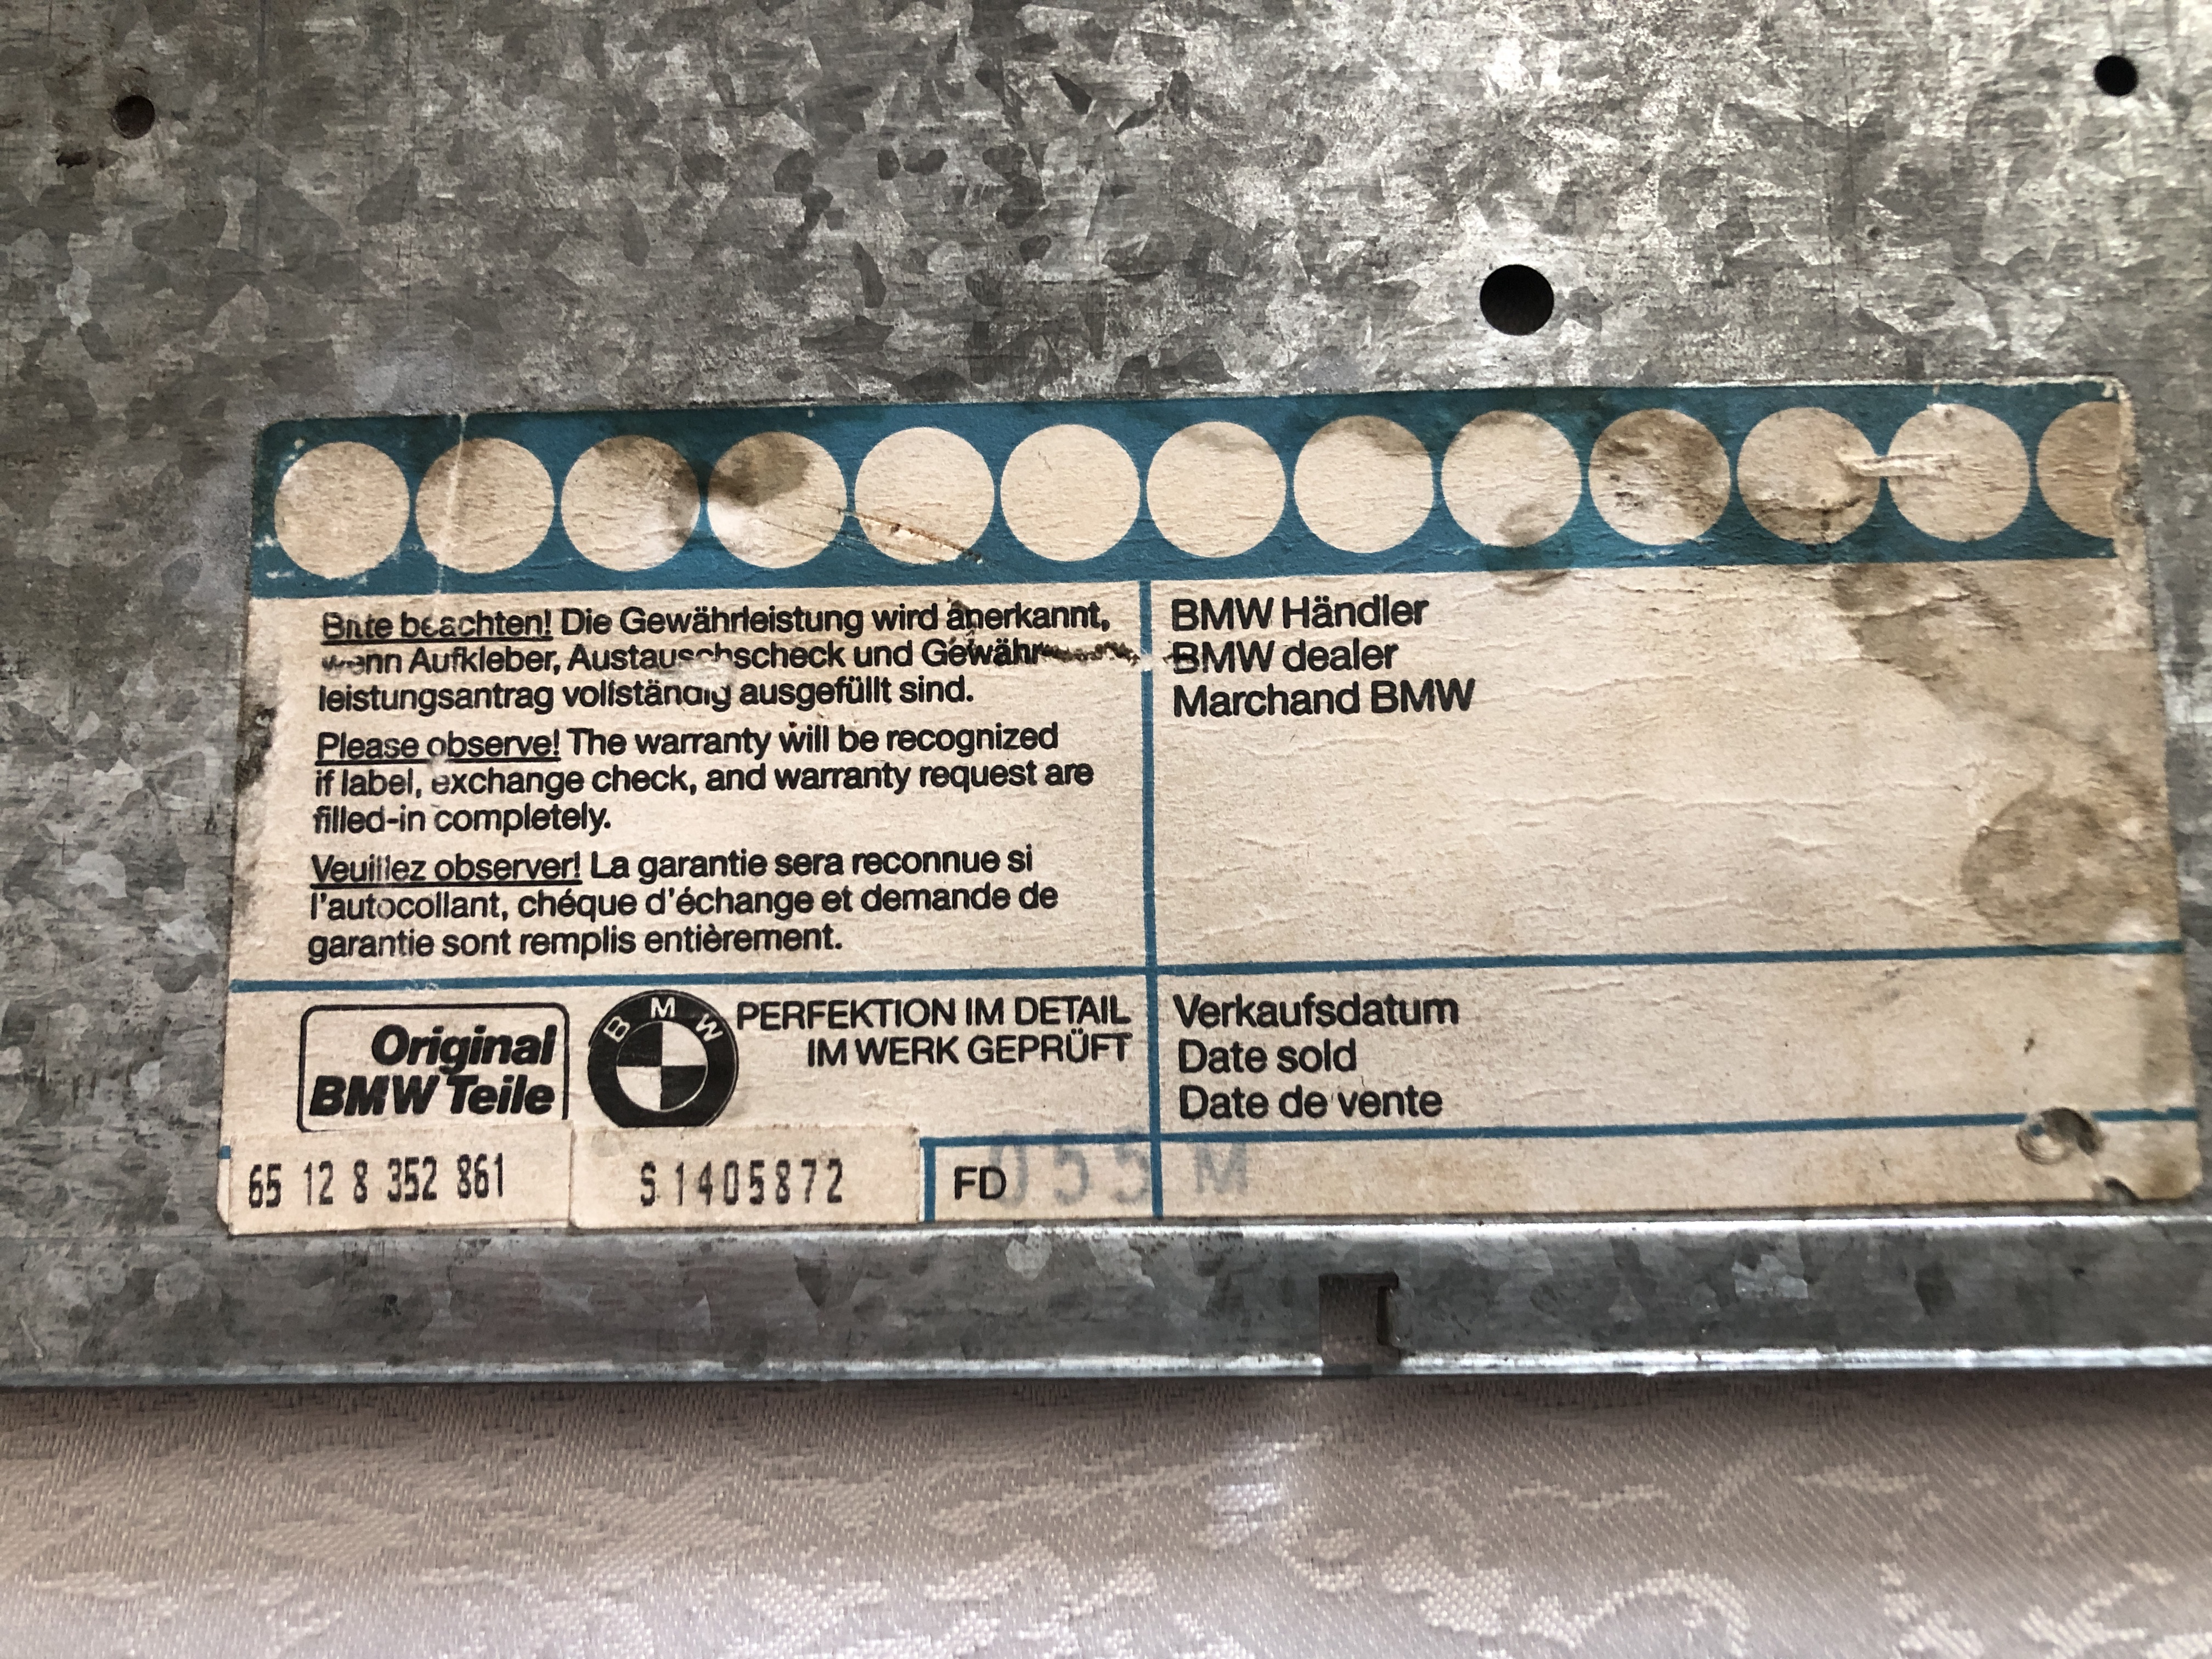 Bitte beachten! Die Gewährleistung wird anerkannt,
wenn Aufkleber, Austauschscheck und Gewähr-
leistungsantrag vollständig ausgefüllt sind.
Please observe! The warranty will be recognized
if label, exchange check, and warranty request are
filled-in completely.
Veuillez observer! La garantie sera reconnue si
l'autocollant, chéque d'échange et demande de
garantie sont remplis entièrement.
BMW Händler
BMW dealer
Marchand BMW
Original
BMW Teile
BMW
PERFEKTION IM DETAIL
IM WERK GEPRÜFT
Verkaufsdatum
Date sold
Date de vente
65 12 8 352 861
S 1405872
FD 055 M